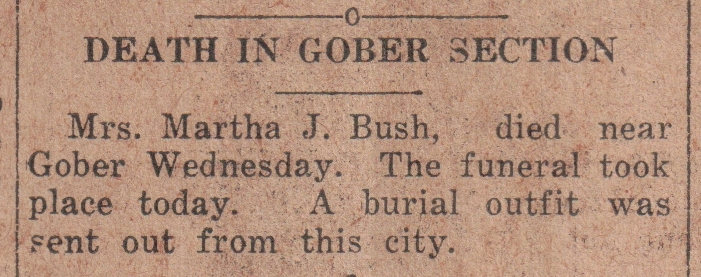 DEATH IN GOBER SECTION
Mrs. Martha J. Bush, died near
Gober Wednesday. The funeral took
place today. A burial outfit was
sent out from this city.